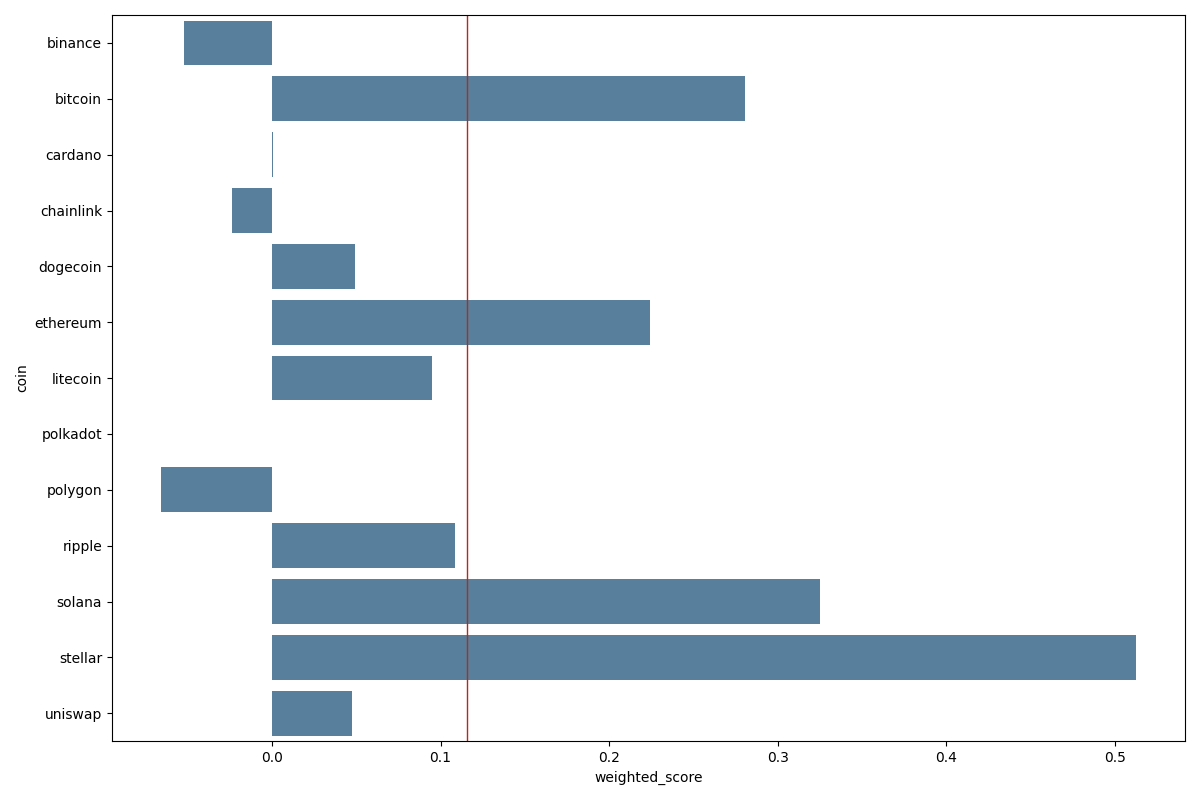 binance
bitcoin
cardano
chainlink
dogecoin
ethereum
litecoin
polkadot
polygon
ripple
solana
stellar
uniswap
coin
0.0 0.1 0.2 0.3 0.4 0.5
weighted_score